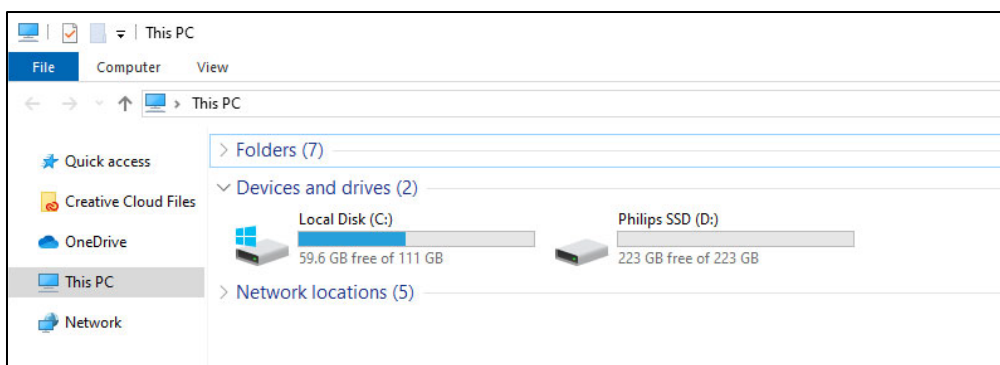 This PC
File Computer View
This PC
Quick access
Creative Cloud Files
OneDrive
This PC
Network
Folders (7)
Devices and drives (2)
Local Disk (C:)
59.6 GB free of 111 GB
Philips SSD (D:)
223 GB free of 223 GB
Network locations (5)